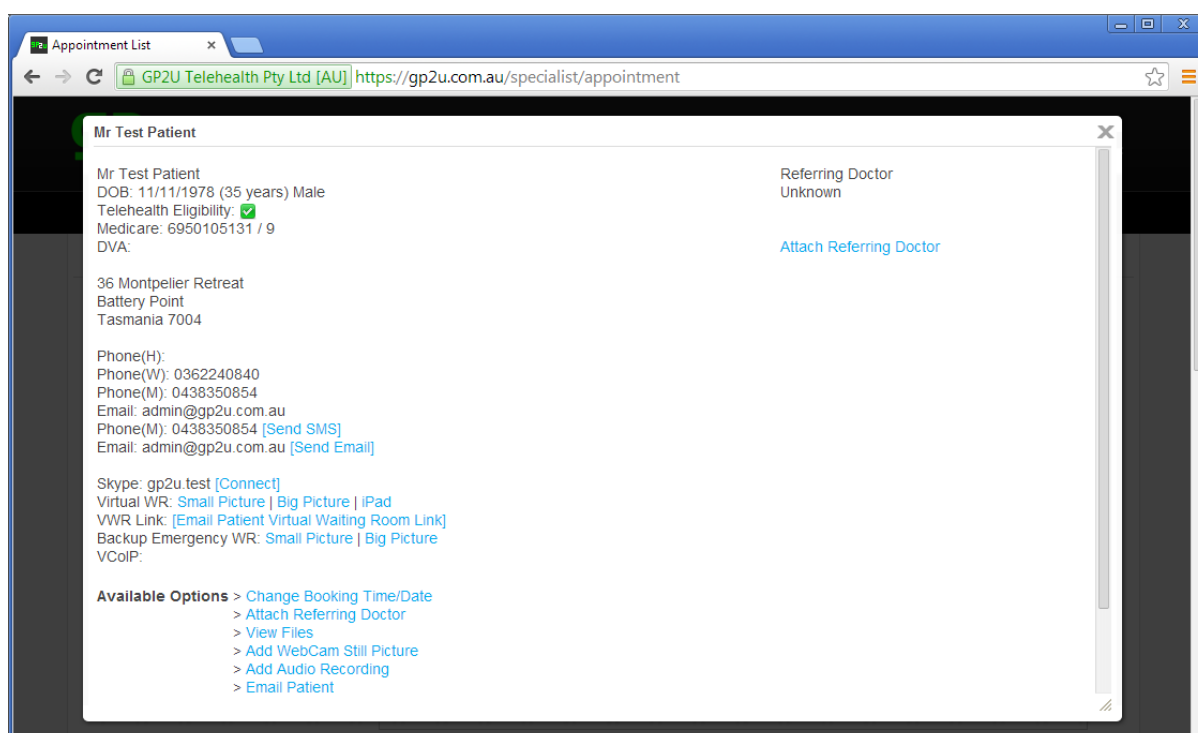 Appointment List
GP2U Telehealth Pty Ltd [AU] https://gp2u.com.au/specialist/appointment
Mr Test Patient
Mr Test Patient
DOB: 11/11/1978 (35 years) Male
Telehealth Eligibility:
Medicare: 6950105131 / 9
DVA:
Referring Doctor
Unknown
Attach Referring Doctor
36 Montpelier Retreat
Battery Point
Tasmania 7004
Phone(H):
Phone(W): 0362240840
Phone(M): 0438350854
Email: admin@gp2u.com.au
Phone(M): 0438350854 [Send SMS]
Email: admin@gp2u.com.au [Send Email]
Skype: gp2u.test [Connect]
Virtual WR: Small Picture | Big Picture | iPad
VWR Link: [Email Patient Virtual Waiting Room Link]
Backup Emergency WR: Small Picture | Big Picture
VCoIP:
Available Options > Change Booking Time/Date
> Attach Referring Doctor
> View Files
> Add WebCam Still Picture
> Add Audio Recording
> Email Patient